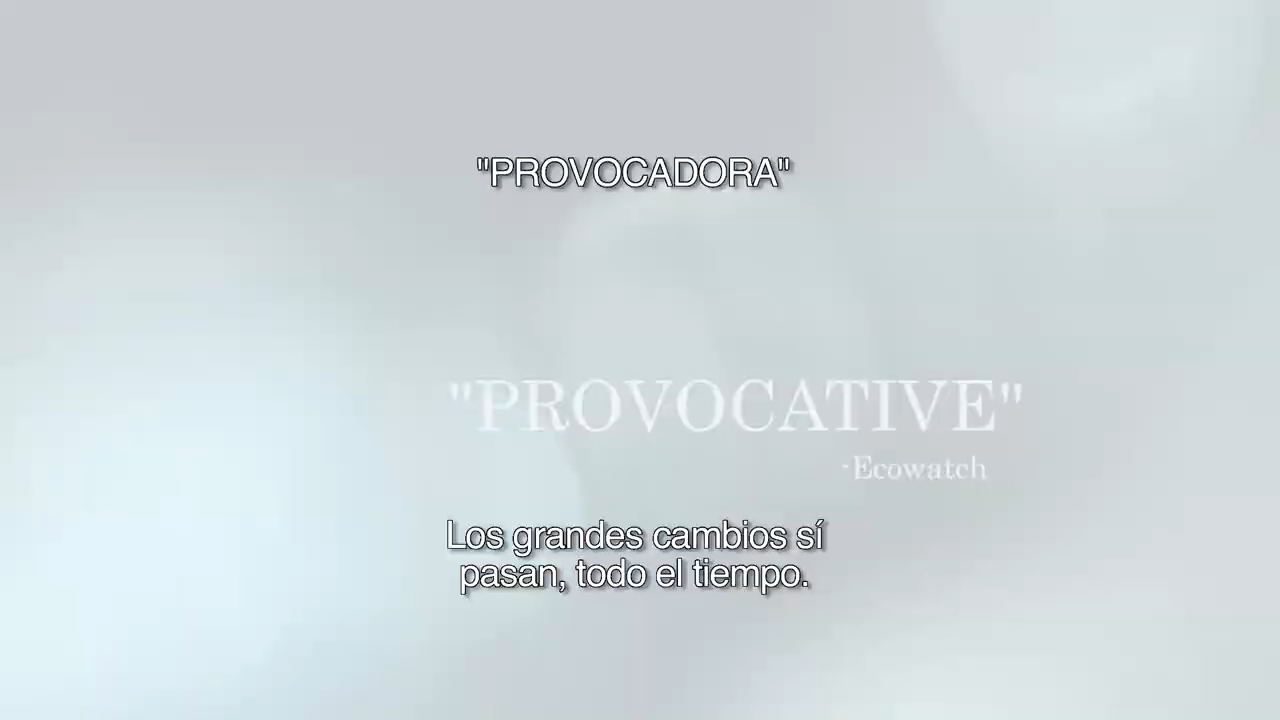 "PROVOCADORA"
"PROVOCATIVE"
-Ecowatch
Los grandes cambios sí
pasan, todo el tiempo.